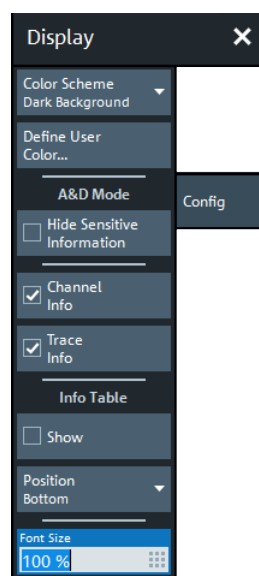 Display
Color Scheme
Dark Background
Define User
Color...
A&D Mode
Hide Sensitive
Information
Channel
Info
Trace
Info
Info Table
Show
Position
Bottom
Font Size
100 %
Config